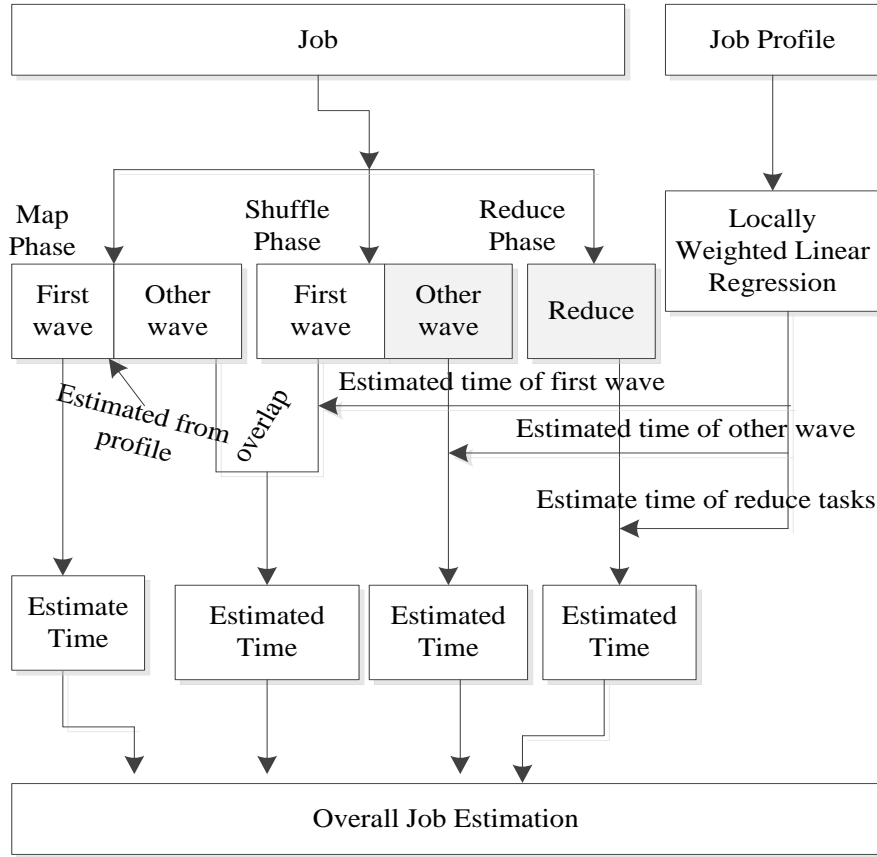 Job
Job Profile
Map
Phase
Shuffle
Phase
Reduce
Phase
Locally
Weighted Linear
Regression
First
wave
Other
wave
First
wave
Other
wave
Reduce
Estimated time of first wave
Estimated from
profile
overlap
Estimated time of other wave
Estimate time of reduce tasks
Estimate
Time
Estimated
Time
Estimated
Time
Estimated
Time
Overall Job Estimation